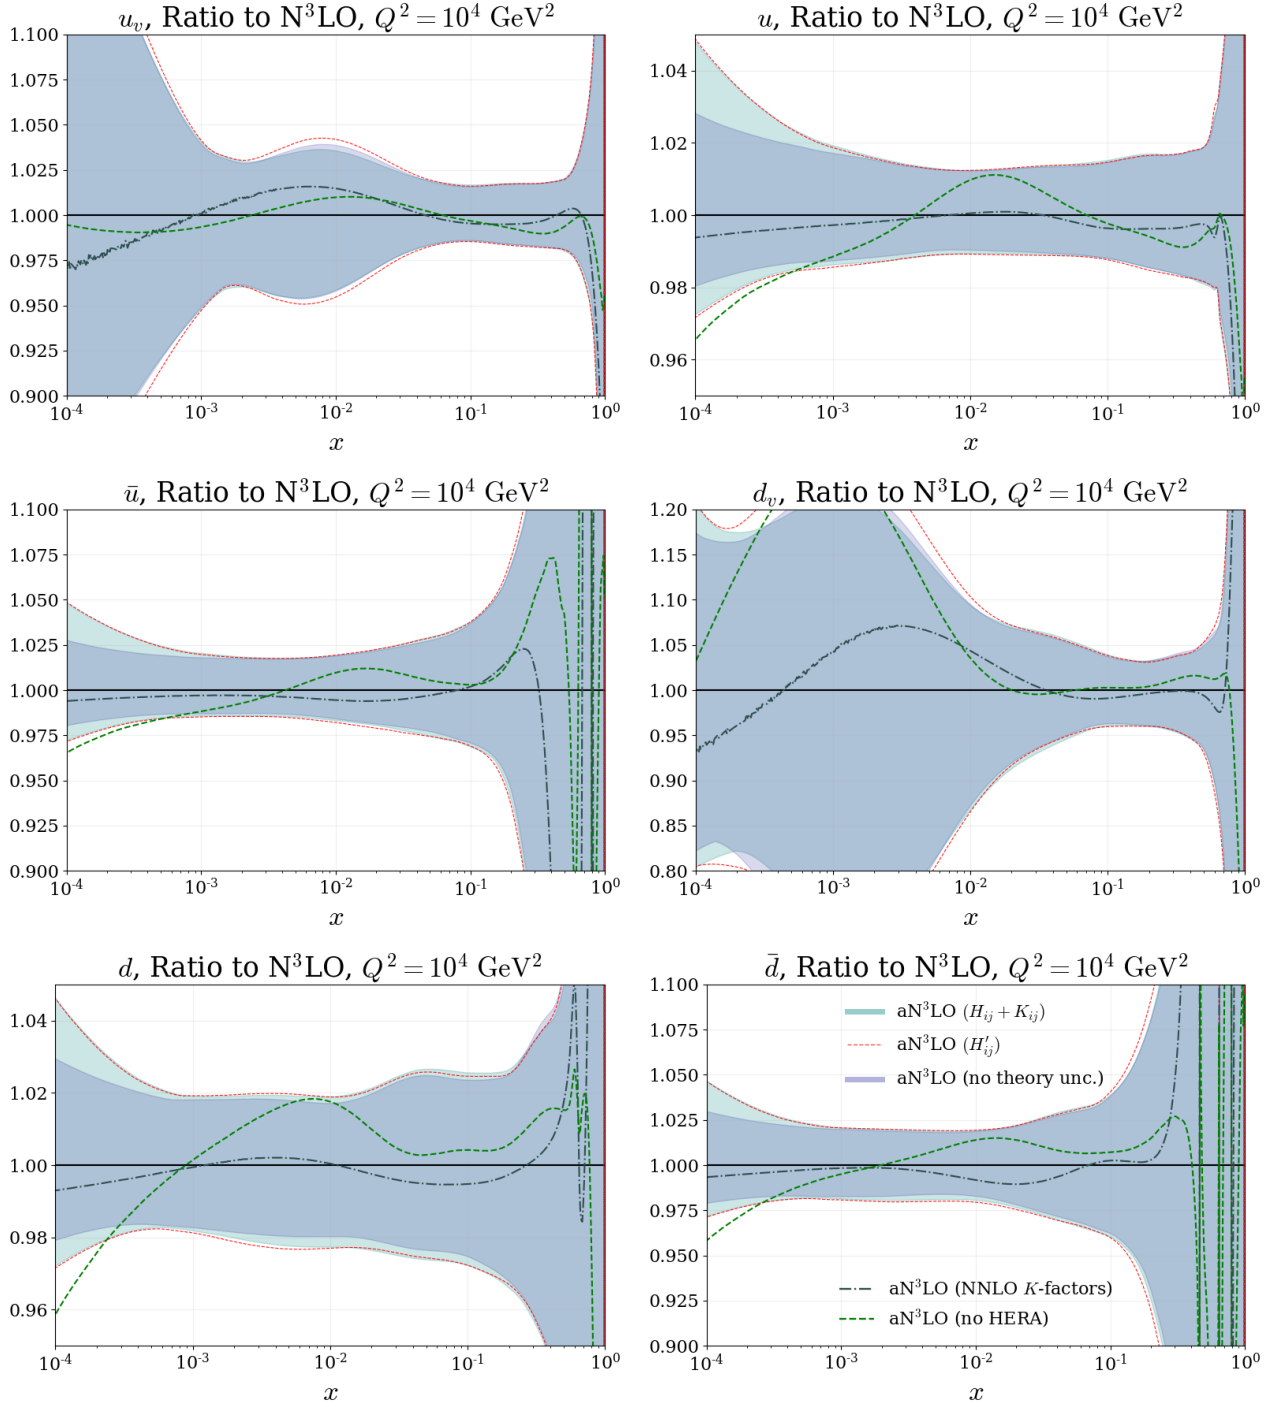 u_v, Ratio to N³LO, Q² = 10⁴ GeV²
1.100
1.075
1.050
1.025
1.000
0.975
0.950
0.925
0.900
10⁻⁴ 10⁻³ 10⁻² 10⁻¹ 10⁰
x
u, Ratio to N³LO, Q² = 10⁴ GeV²
1.04
1.02
1.00
0.98
0.96
10⁻⁴ 10⁻³ 10⁻² 10⁻¹ 10⁰
x
ū, Ratio to N³LO, Q² = 10⁴ GeV²
1.100
1.075
1.050
1.025
1.000
0.975
0.950
0.925
0.900
10⁻⁴ 10⁻³ 10⁻² 10⁻¹ 10⁰
x
d_v, Ratio to N³LO, Q² = 10⁴ GeV²
1.20
1.15
1.10
1.05
1.00
0.95
0.90
0.85
0.80
10⁻⁴ 10⁻³ 10⁻² 10⁻¹ 10⁰
x
d, Ratio to N³LO, Q² = 10⁴ GeV²
1.04
1.02
1.00
0.98
0.96
10⁻⁴ 10⁻³ 10⁻² 10⁻¹ 10⁰
x
d̄, Ratio to N³LO, Q² = 10⁴ GeV²
1.100
1.075
1.050
1.025
1.000
0.975
0.950
0.925
0.900
aN³LO (H_ij + K_ij)
aN³LO (H′_ij)
aN³LO (no theory unc.)
aN³LO (NNLO K-factors)
aN³LO (no HERA)
10⁻⁴ 10⁻³ 10⁻² 10⁻¹ 10⁰
x